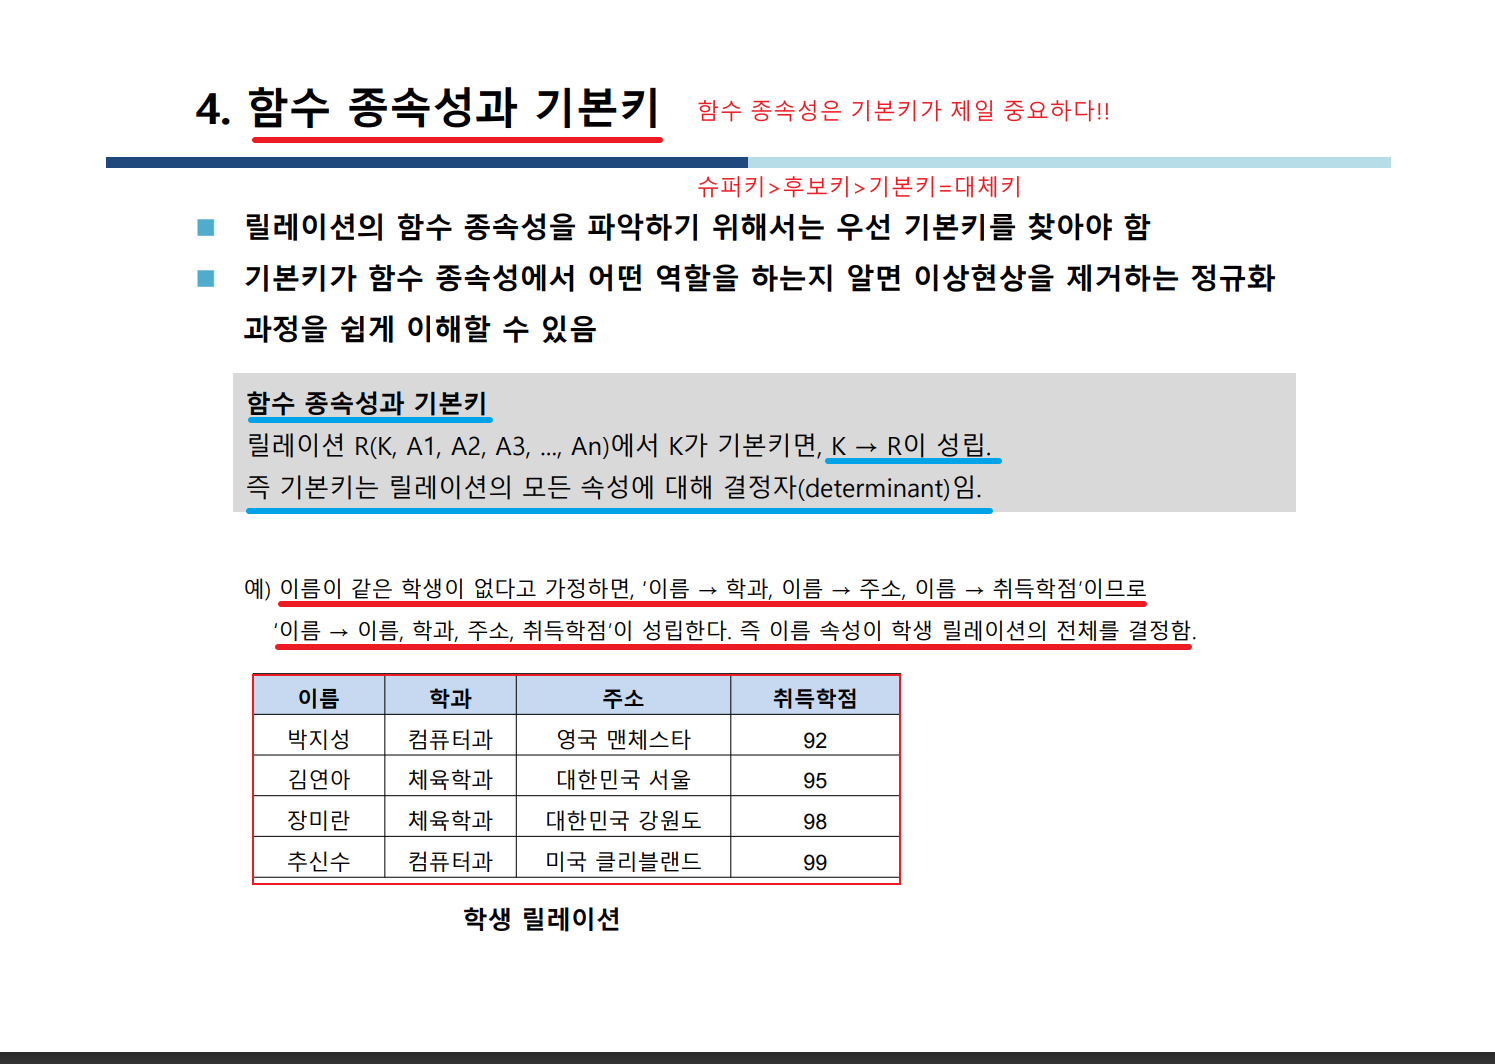 4. 함수 종속성과 기본키
함수 종속성은 기본키가 제일 중요하다!!
슈퍼키>후보키>기본키=대체키
릴레이션의 함수 종속성을 파악하기 위해서는 우선 기본키를 찾아야 함
기본키가 함수 종속성에서 어떤 역할을 하는지 알면 이상현상을 제거하는 정규화
과정을 쉽게 이해할 수 있음
함수 종속성과 기본키
릴레이션 R(K, A1, A2, A3, ..., An)에서 K가 기본키면, K → R이 성립.
즉 기본키는 릴레이션의 모든 속성에 대해 결정자(determinant)임.
예) 이름이 같은 학생이 없다고 가정하면, ‘이름 → 학과, 이름 → 주소, 이름 → 취득학점’이므로
‘이름 → 이름, 학과, 주소, 취득학점’이 성립한다. 즉 이름 속성이 학생 릴레이션의 전체를 결정함.
이름 학과 주소 취득학점
박지성 컴퓨터과 영국 맨체스타 92
김연아 체육학과 대한민국 서울 95
장미란 체육학과 대한민국 강원도 98
추신수 컴퓨터과 미국 클리블랜드 99
학생 릴레이션